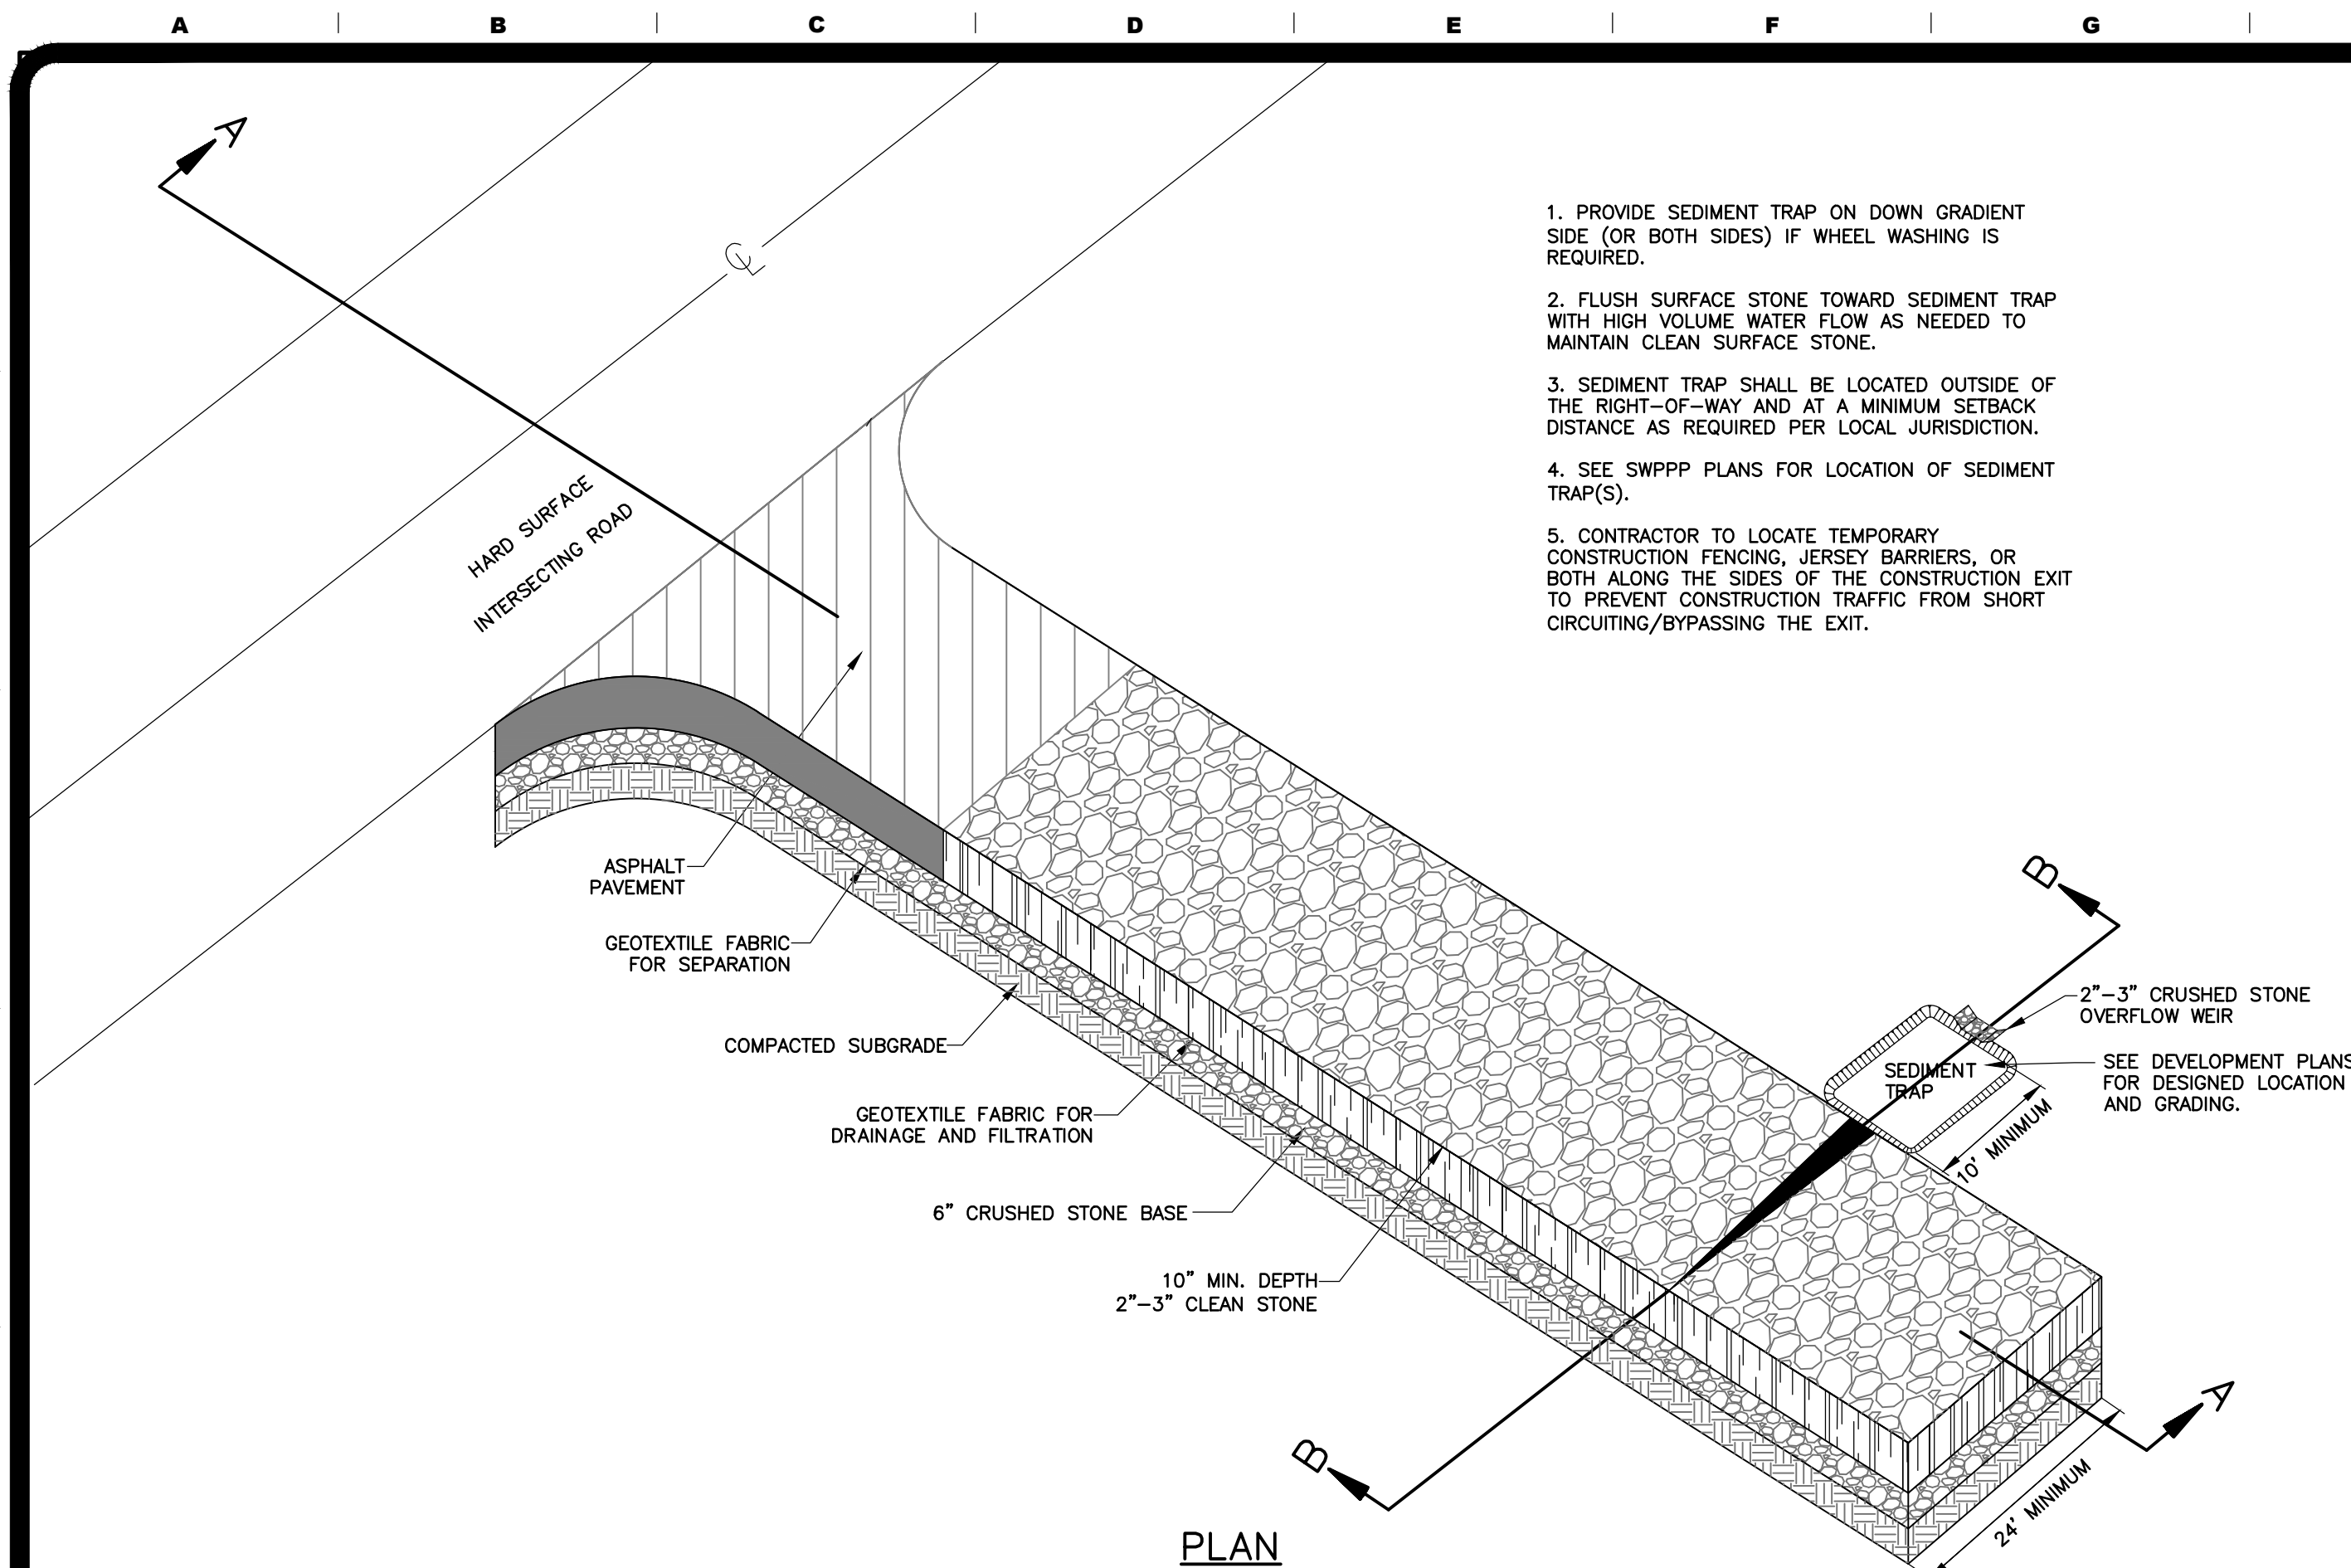 A B C D E F G
A
℄
1. PROVIDE SEDIMENT TRAP ON DOWN GRADIENT
SIDE (OR BOTH SIDES) IF WHEEL WASHING IS
REQUIRED.
2. FLUSH SURFACE STONE TOWARD SEDIMENT TRAP
WITH HIGH VOLUME WATER FLOW AS NEEDED TO
MAINTAIN CLEAN SURFACE STONE.
3. SEDIMENT TRAP SHALL BE LOCATED OUTSIDE OF
THE RIGHT-OF-WAY AND AT A MINIMUM SETBACK
DISTANCE AS REQUIRED PER LOCAL JURISDICTION.
4. SEE SWPPP PLANS FOR LOCATION OF SEDIMENT
TRAP(S).
5. CONTRACTOR TO LOCATE TEMPORARY
CONSTRUCTION FENCING, JERSEY BARRIERS, OR
BOTH ALONG THE SIDES OF THE CONSTRUCTION EXIT
TO PREVENT CONSTRUCTION TRAFFIC FROM SHORT
CIRCUITING/BYPASSING THE EXIT.
HARD SURFACE
INTERSECTING ROAD
ASPHALT
PAVEMENT
GEOTEXTILE FABRIC
FOR SEPARATION
COMPACTED SUBGRADE
GEOTEXTILE FABRIC FOR
DRAINAGE AND FILTRATION
6" CRUSHED STONE BASE
10" MIN. DEPTH
2"-3" CLEAN STONE
B
2"-3" CRUSHED STONE
OVERFLOW WEIR
SEDIMENT
TRAP
SEE DEVELOPMENT PLANS
FOR DESIGNED LOCATION
AND GRADING.
10' MINIMUM
A
B
24' MINIMUM
PLAN